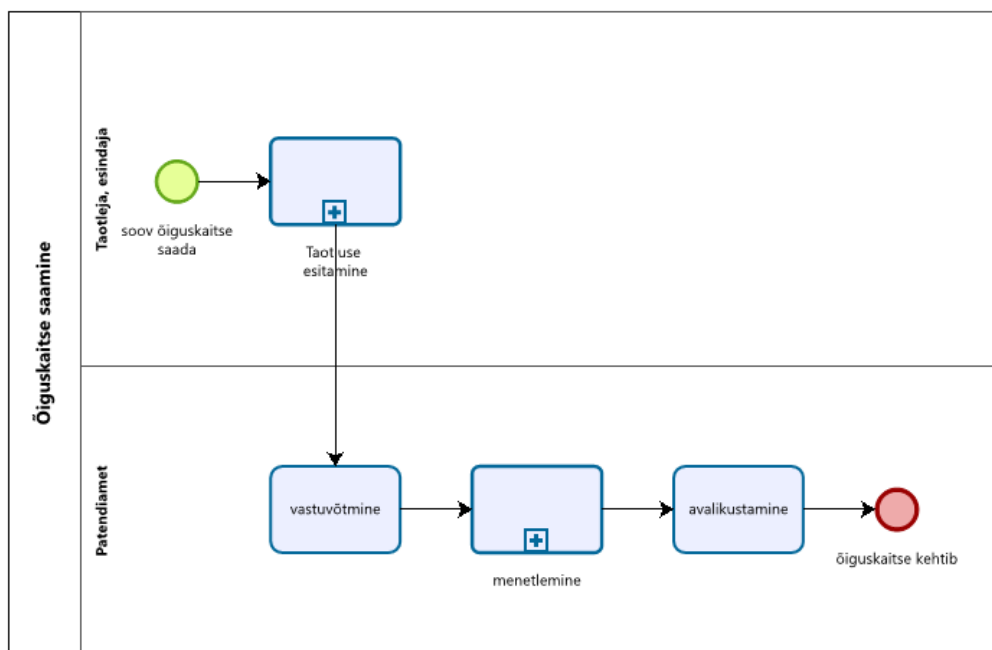 Õiguskaitse saamine
Taotleja, esindaja
soov õiguskaitse
saada
Taotluse
esitamine
Patendiamet
vastuvõtmine
menetlemine
avalikustamine
õiguskaitse kehtib